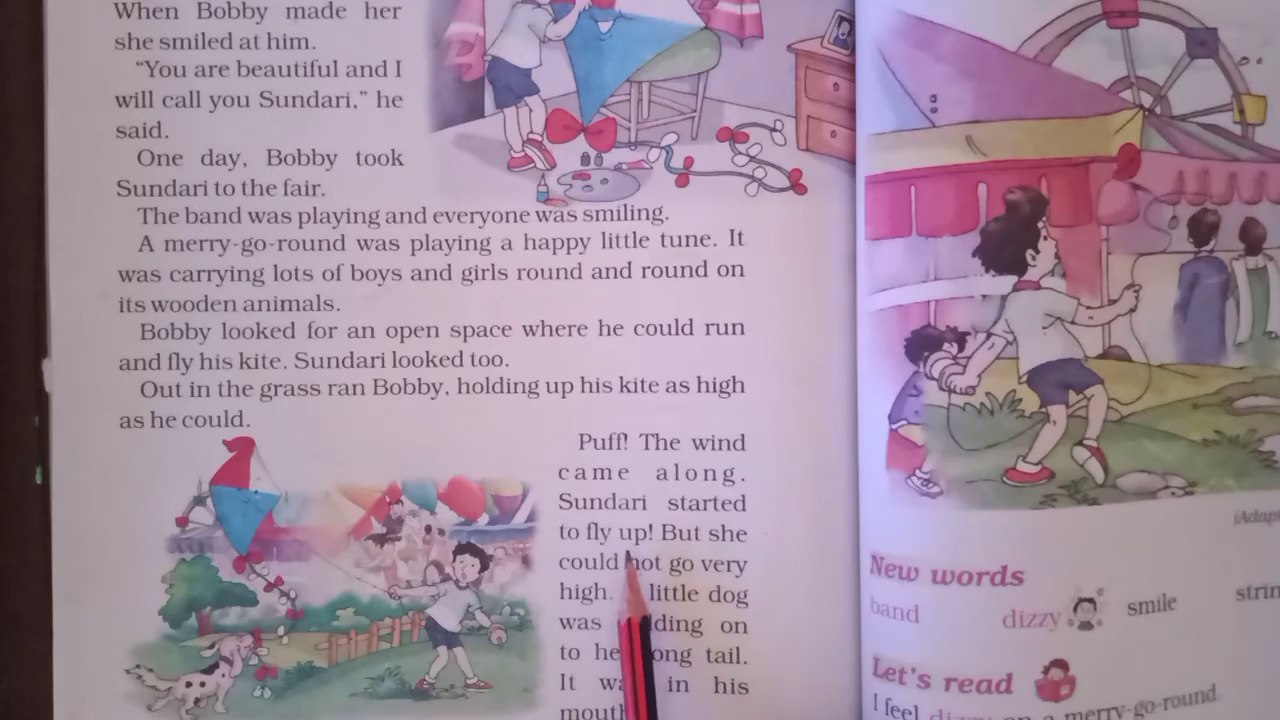 When Bobby made her
she smiled at him.
"You are beautiful and I
will call you Sundari," he
said.
One day, Bobby took
Sundari to the fair.
The band was playing and everyone was smiling.
A merry-go-round was playing a happy little tune. It
was carrying lots of boys and girls round and round on
its wooden animals.
Bobby looked for an open space where he could run
and fly his kite. Sundari looked too.
Out in the grass ran Bobby, holding up his kite as high
as he could.
Puff! The wind
came along.
Sundari started
to fly up! But she
could not go very
high. little dog
was on
to tail.
It in his
New words
band dizzy smile
Let's read
I feel dizzy on a merry-go-round